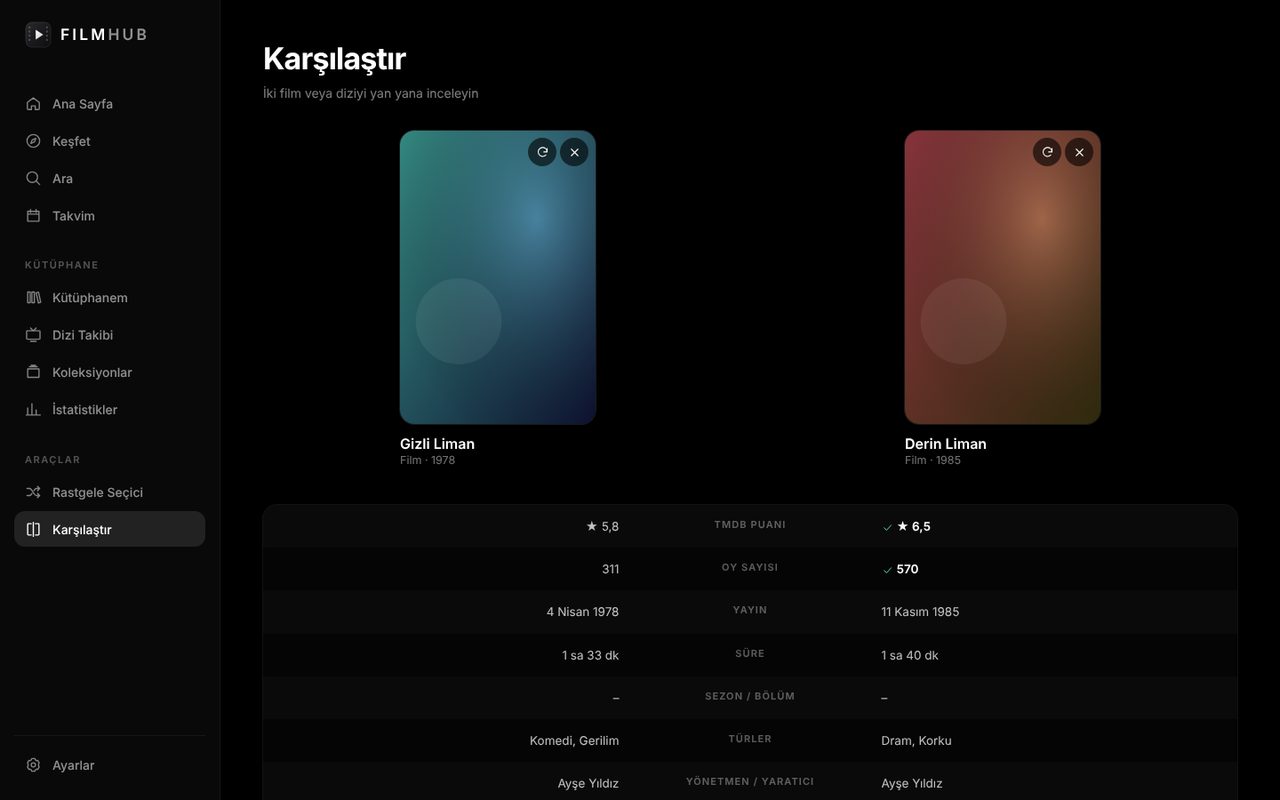 FILMHUB
Ana Sayfa
Keşfet
Ara
Takvim
KÜTÜPHANE
Kütüphanem
Dizi Takibi
Koleksiyonlar
İstatistikler
ARAÇLAR
Rastgele Seçici
Karşılaştır
Ayarlar
Karşılaştır
İki film veya diziyi yan yana inceleyin
Gizli Liman
Film · 1978
Derin Liman
Film · 1985
★ 5,8 TMDB PUANI ✓ ★ 6,5
311 OY SAYISI ✓ 570
4 Nisan 1978 YAYIN 11 Kasım 1985
1 sa 33 dk SÜRE 1 sa 40 dk
– SEZON / BÖLÜM –
Komedi, Gerilim TÜRLER Dram, Korku
Ayşe Yıldız YÖNETMEN / YARATICI Ayşe Yıldız